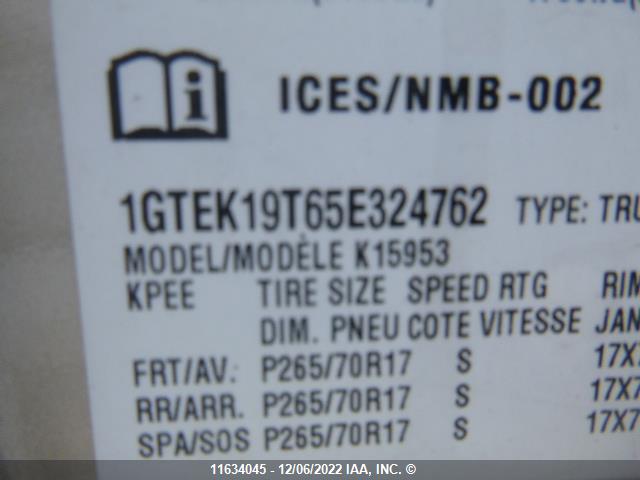 i ICES/NMB-002
1GTEK19T65E324762 TYPE: TRU
MODEL/MODÈLE K15953
KPEE TIRE SIZE SPEED RTG RIM
DIM. PNEU COTE VITESSE JAN
FRT/AV. P265/70R17 S 17X7
RR/ARR. P265/70R17 S 17X7
SPA/SOS P265/70R17 S 17X7
11634045 - 12/06/2022 IAA, INC. ©